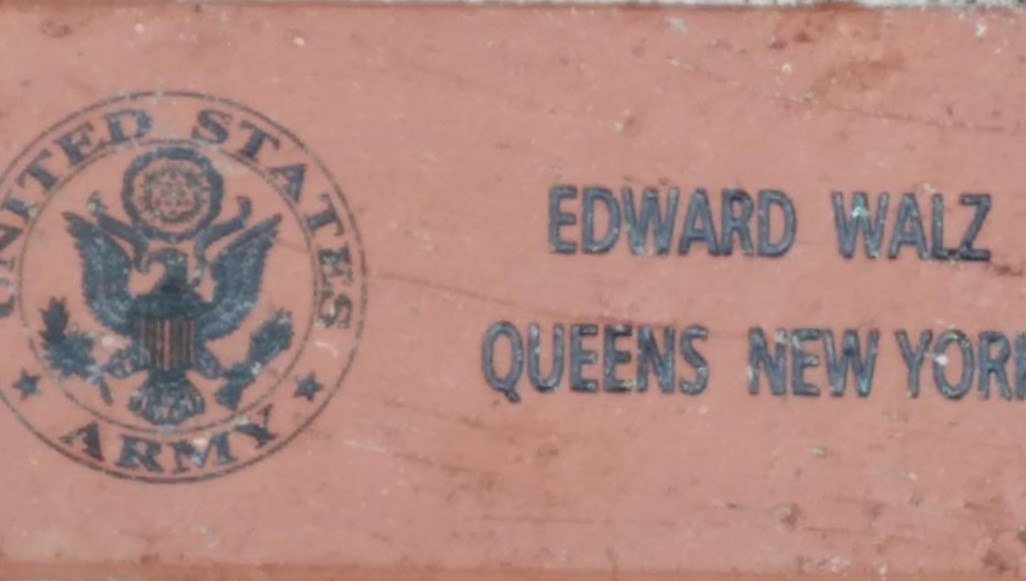 UNITED STATES
ARMY
EDWARD WALZ
QUEENS NEW YORK